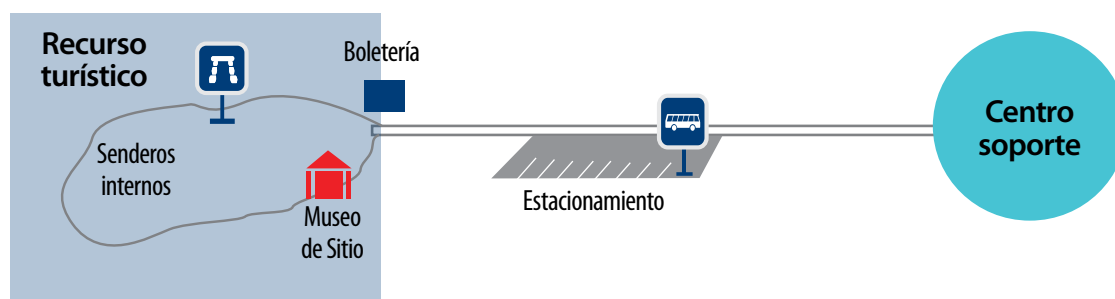 Recurso
turístico
Boletería
Senderos
internos
Museo
de Sitio
Estacionamiento
Centro
soporte